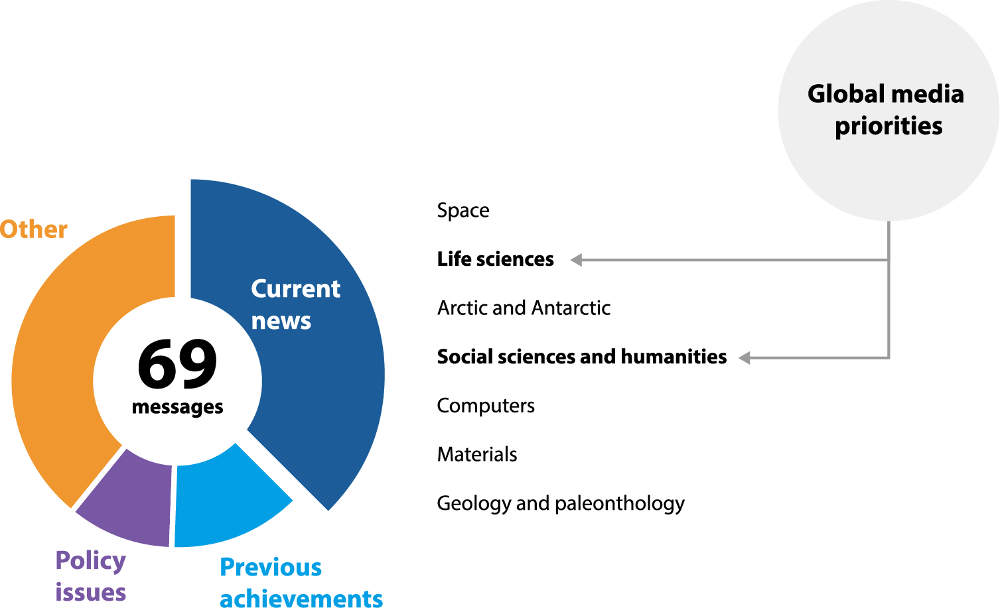 Global media
priorities
Other
Current
news
69
messages
Policy
issues
Previous
achievements
Space
Life sciences
Arctic and Antarctic
Social sciences and humanities
Computers
Materials
Geology and paleonthology